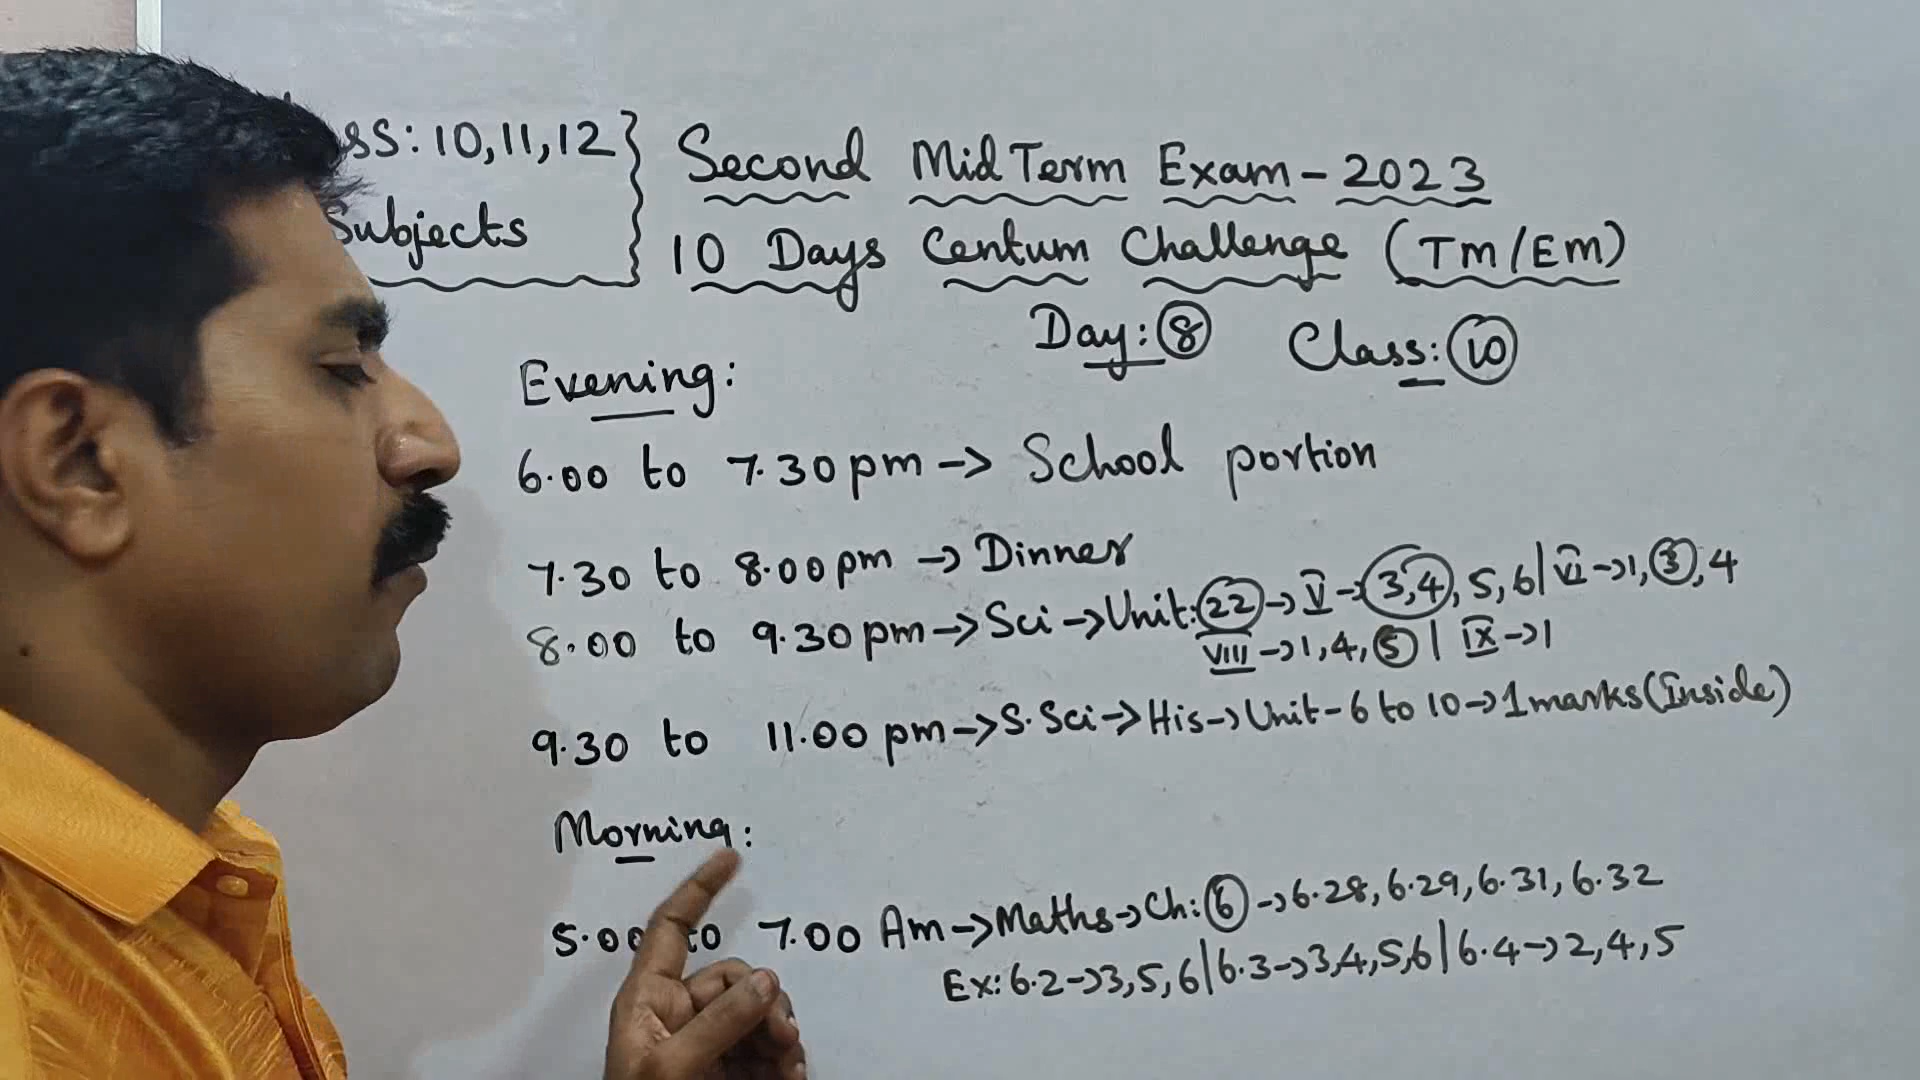 ss: 10, 11, 12 } Second Mid Term Exam - 2023
Subjects
10 Days Centum Challenge (TM/EM)
Day: 8 Class: 10
Evening:
6.00 to 7.30 pm -> School portion
7.30 to 8.00 pm -> Dinner
8.00 to 9.30 pm -> Sci -> Unit: 22 -> V -> 3, 4, 5, 6 | VI -> 1, 3, 4
VIII -> 1, 4, 5 | IX -> 1
9.30 to 11.00 pm -> S. Sci -> His -> Unit - 6 to 10 -> 1 marks (Inside)
Morning:
5.00 to 7.00 Am -> Maths -> Ch: 6 -> 6.28, 6.29, 6.31, 6.32
Ex: 6.2 -> 3, 5, 6 | 6.3 -> 3, 4, 5, 6 | 6.4 -> 2, 4, 5